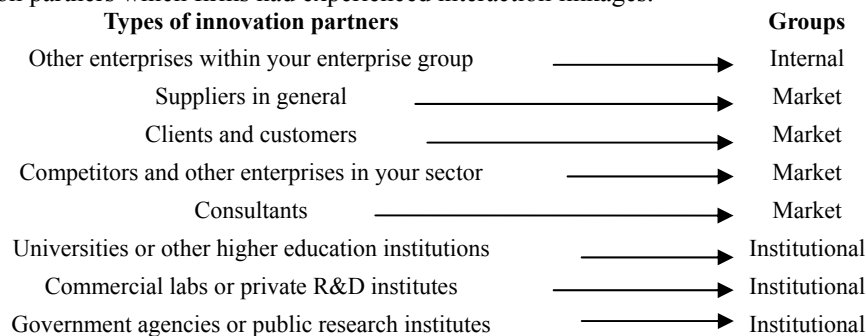 on partners which firms had experienced interaction linkages.
Types of innovation partners Groups
Other enterprises within your enterprise group Internal
Suppliers in general Market
Clients and customers Market
Competitors and other enterprises in your sector Market
Consultants Market
Universities or other higher education institutions Institutional
Commercial labs or private R&D institutes Institutional
Government agencies or public research institutes Institutional